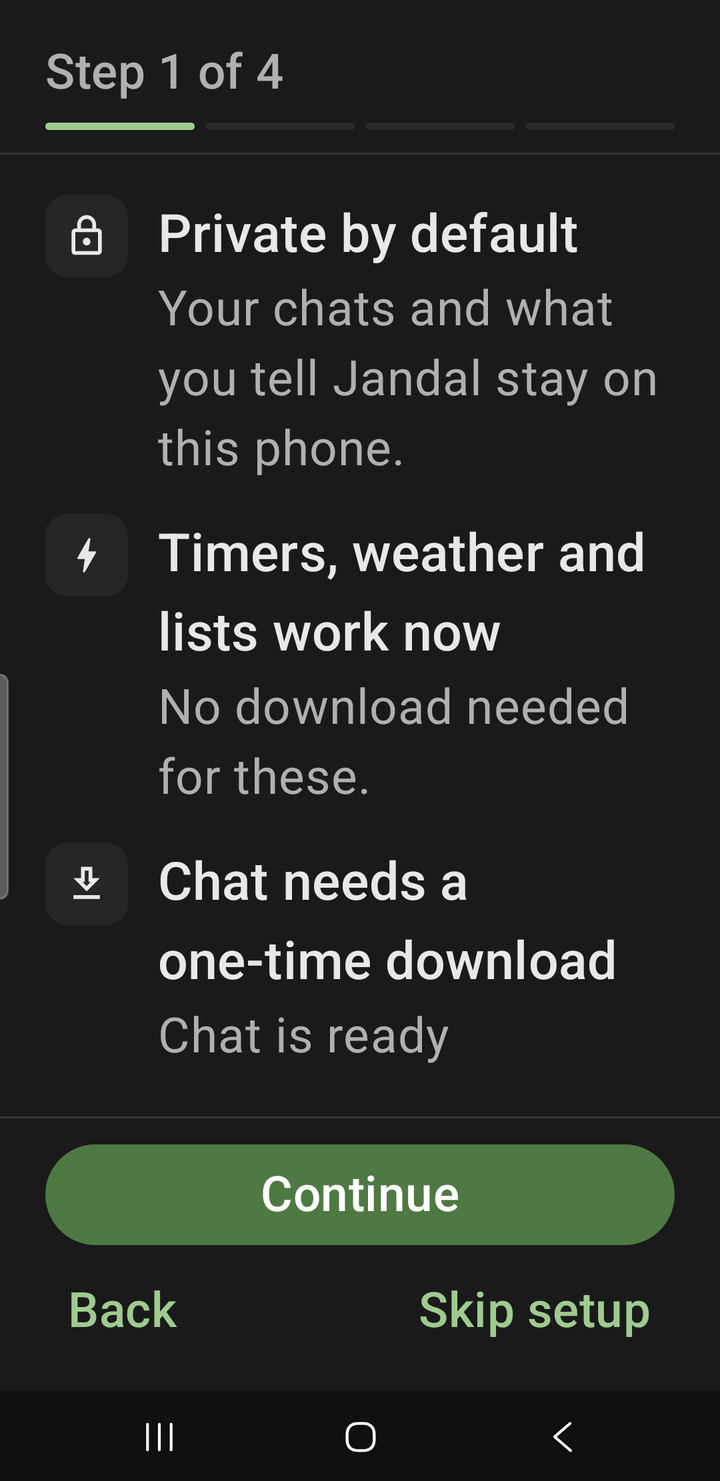 Step 1 of 4
Private by default
Your chats and what
you tell Jandal stay on
this phone.
Timers, weather and
lists work now
No download needed
for these.
Chat needs a
one-time download
Chat is ready
Continue
Back
Skip setup